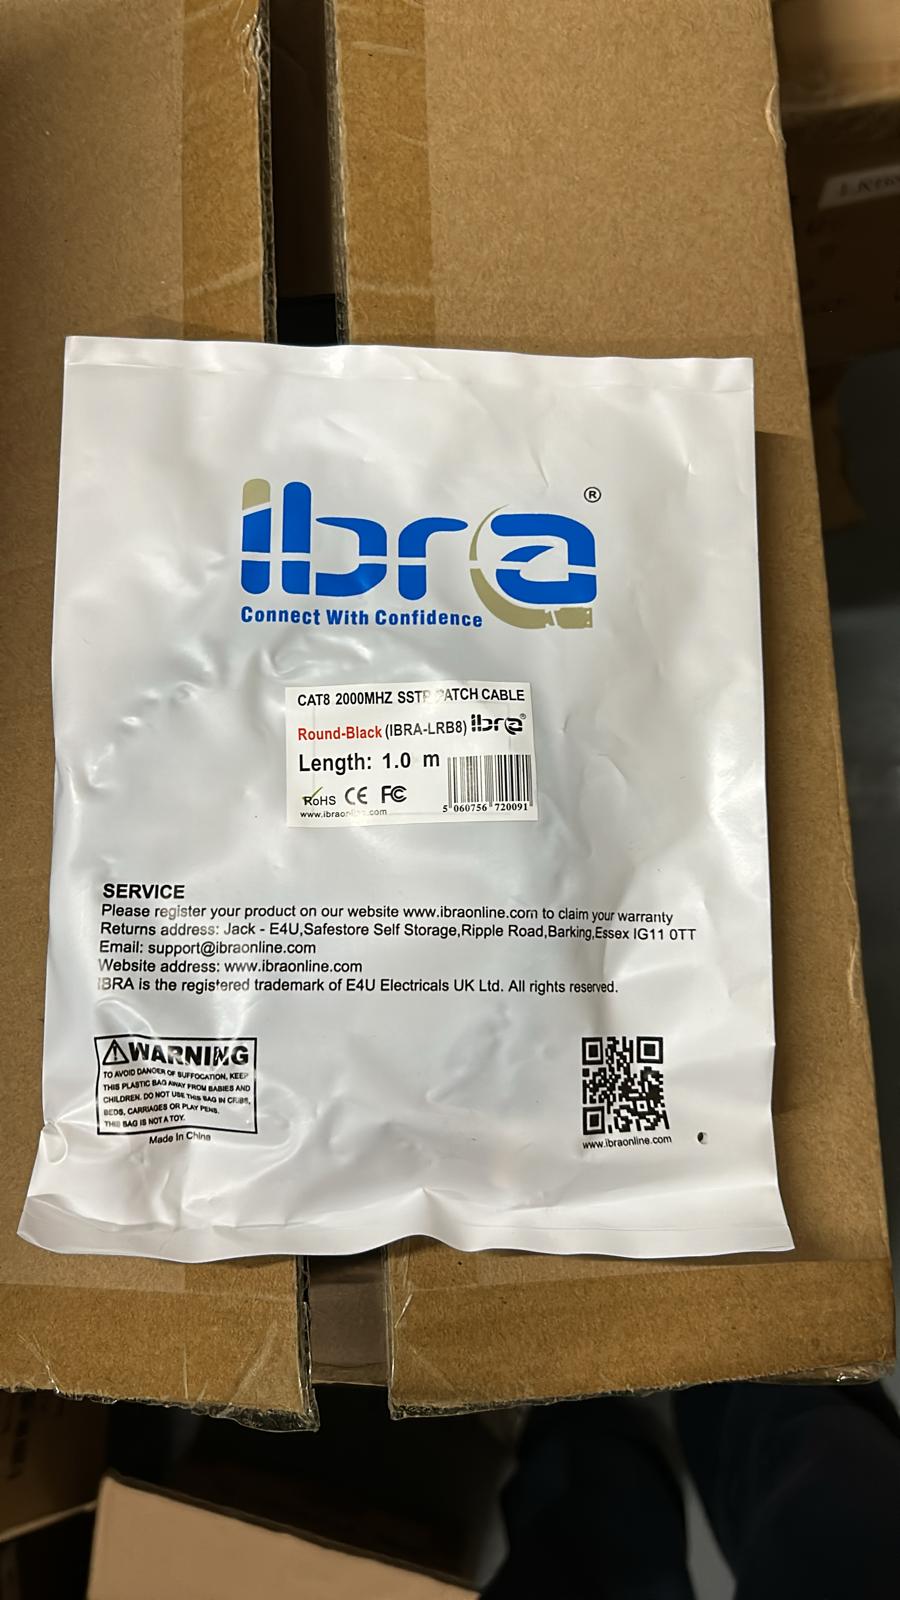 ibra®
Connect With Confidence
CAT8 2000MHZ SSTP PATCH CABLE
Round-Black (IBRA-LRB8) ibra®
Length: 1.0 m
RoHS CE FC
5 060756 720091
www.ibraonline.com
SERVICE
Please register your product on our website www.ibraonline.com to claim your warranty
Returns address: Jack - E4U,Safestore Self Storage,Ripple Road,Barking,Essex IG11 0TT
Email: support@ibraonline.com
Website address: www.ibraonline.com
IBRA is the registered trademark of E4U Electricals UK Ltd. All rights reserved.
WARNING
TO AVOID DANGER OF SUFFOCATION, KEEP
THIS PLASTIC BAG AWAY FROM BABIES AND
CHILDREN. DO NOT USE THIS BAG IN CRIBS,
BEDS, CARRIAGES OR PLAY PENS.
THIS BAG IS NOT A TOY.
Made In China
www.ibraonline.com